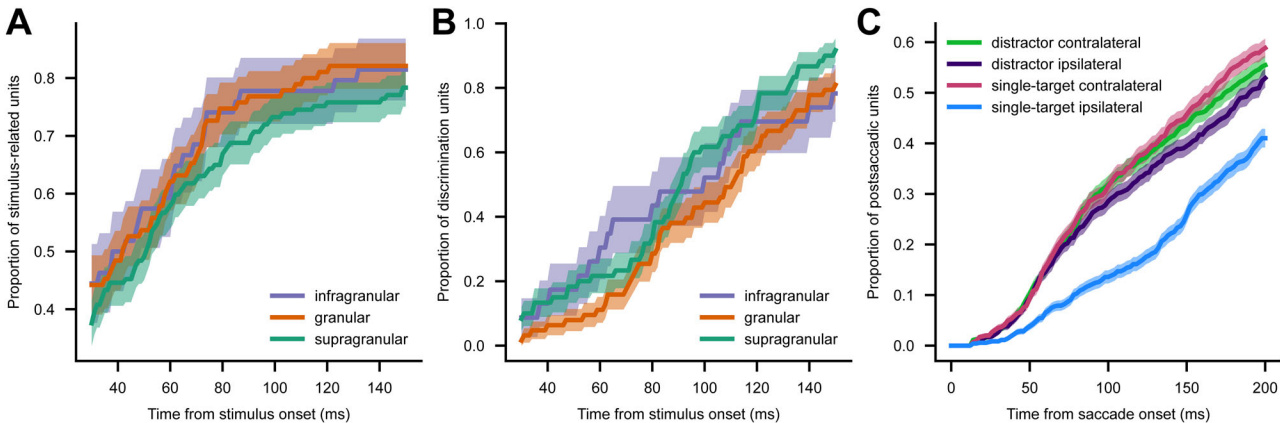 A
Proportion of stimulus-related units
0.8
0.7
0.6
0.5
0.4
infragranular
granular
supragranular
40 60 80 100 120 140
Time from stimulus onset (ms)
B
Proportion of discrimination units
1.0
0.8
0.6
0.4
0.2
0.0
infragranular
granular
supragranular
40 60 80 100 120 140
Time from stimulus onset (ms)
C
Proportion of postsaccadic units
0.6
0.5
0.4
0.3
0.2
0.1
0.0
distractor contralateral
distractor ipsilateral
single-target contralateral
single-target ipsilateral
0 50 100 150 200
Time from saccade onset (ms)